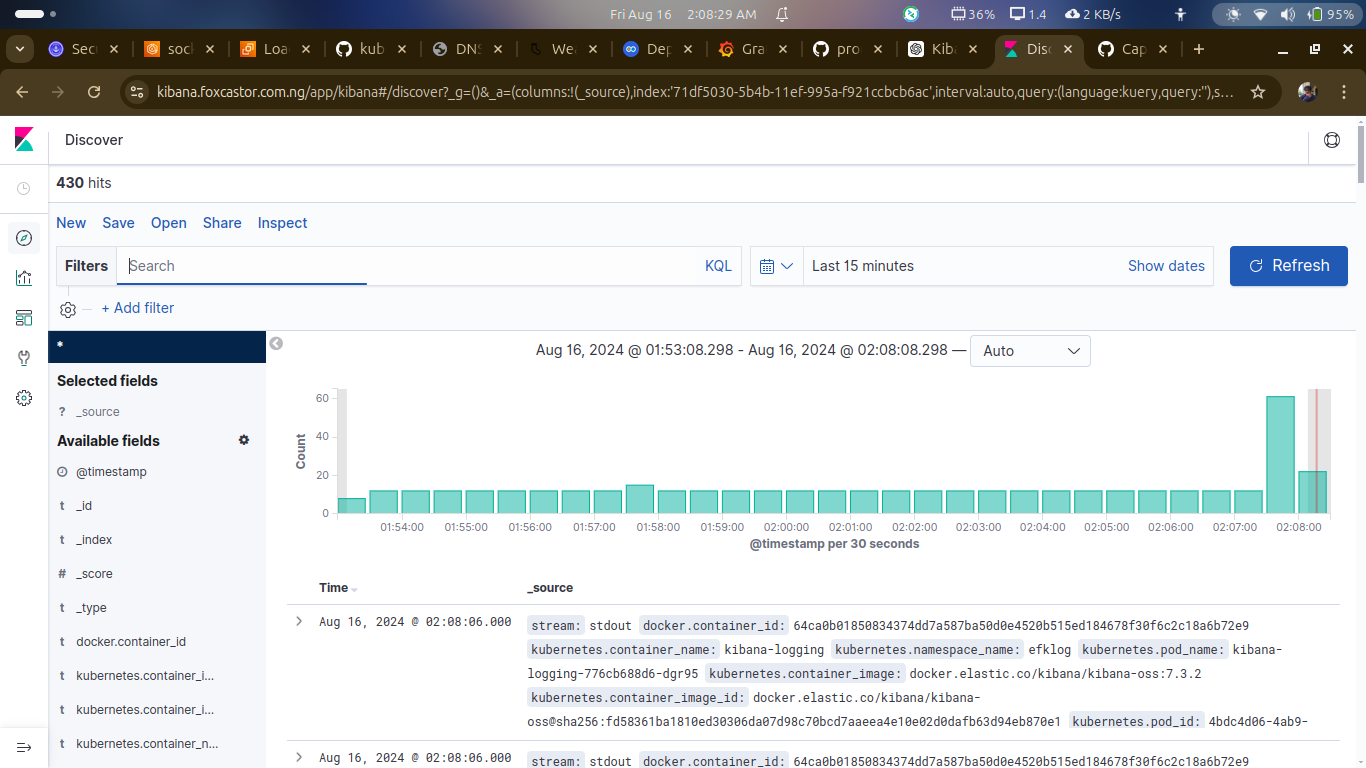 Fri Aug 16 2:08:29 AM 36% 1.4 2 KB/s 95%
Sec sock Loa kub DNS Wea Dep Gra pro Kib Disc Cap
kibana.foxcastor.com.ng/app/kibana#/discover?_g=()&_a=(columns:!(_source),index:'71df5030-5b4b-11ef-995a-f921ccbcb6ac',interval:auto,query:(language:kuery,query:''),s...
Discover
430 hits
New Save Open Share Inspect
Filters Search KQL Last 15 minutes Show dates Refresh
+ Add filter
*
Aug 16, 2024 @ 01:53:08.298 - Aug 16, 2024 @ 02:08:08.298 — Auto
Selected fields
? _source
Available fields
@timestamp
t _id
t _index
# _score
t _type
t docker.container_id
t kubernetes.container_i...
t kubernetes.container_i...
t kubernetes.container_n...
Count
60
40
20
0
01:54:00 01:55:00 01:56:00 01:57:00 01:58:00 01:59:00 02:00:00 02:01:00 02:02:00 02:03:00 02:04:00 02:05:00 02:06:00 02:07:00 02:08:00
@timestamp per 30 seconds
Time _source
Aug 16, 2024 @ 02:08:06.000 stream: stdout docker.container_id: 64ca0b01850834374dd7a587ba50d0e4520b515ed184678f30f6c2c18a6b72e9
kubernetes.container_name: kibana-logging kubernetes.namespace_name: efklog kubernetes.pod_name: kibana-
logging-776cb688d6-dgr95 kubernetes.container_image: docker.elastic.co/kibana/kibana-oss:7.3.2
kubernetes.container_image_id: docker.elastic.co/kibana/kibana-
oss@sha256:fd58361ba1810ed30306da07d98c70bcd7aaeea4e10e02d0dafb63d94eb870e1 kubernetes.pod_id: 4bdc4d06-4ab9-
Aug 16, 2024 @ 02:08:06.000 stream: stdout docker.container_id: 64ca0b01850834374dd7a587ba50d0e4520b515ed184678f30f6c2c18a6b72e9